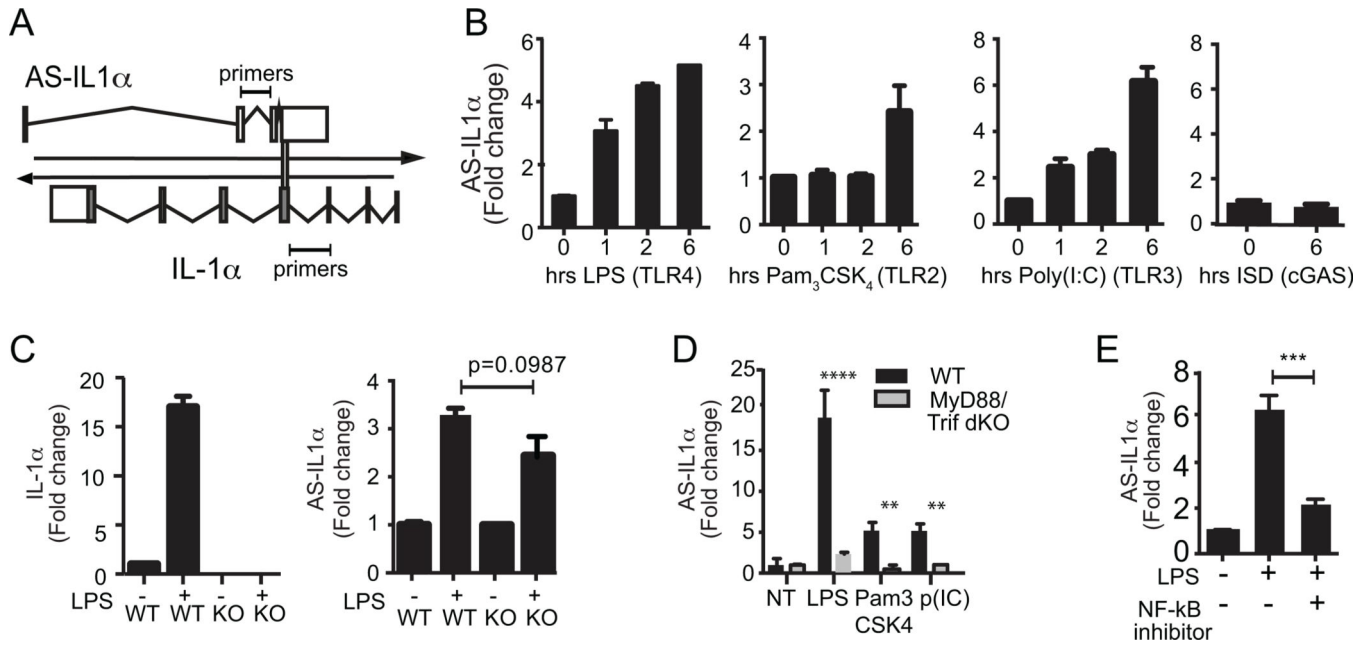 A
AS-IL1α
primers
IL-1α
primers
B
AS-IL1α
(Fold change)
6
4
2
0
0 1 2 6
hrs LPS (TLR4)
4
3
2
1
0
0 1 2 6
hrs Pam3CSK4 (TLR2)
8
6
4
2
0
0 1 2 6
hrs Poly(I:C) (TLR3)
8
6
4
2
0
0 6
hrs ISD (cGAS)
C
IL-1α
(Fold change)
20
15
10
5
0
LPS - + - +
WT WT KO KO
AS-IL1α
(Fold change)
4
3
2
1
0
p=0.0987
LPS - + - +
WT WT KO KO
D
AS-IL1α
(Fold change)
25
20
15
10
5
0
****
**
**
WT
MyD88/
Trif dKO
NT LPS Pam3 p(IC)
CSK4
E
AS-IL1α
(Fold change)
8
6
4
2
0
***
LPS - + +
NF-kB - - +
inhibitor